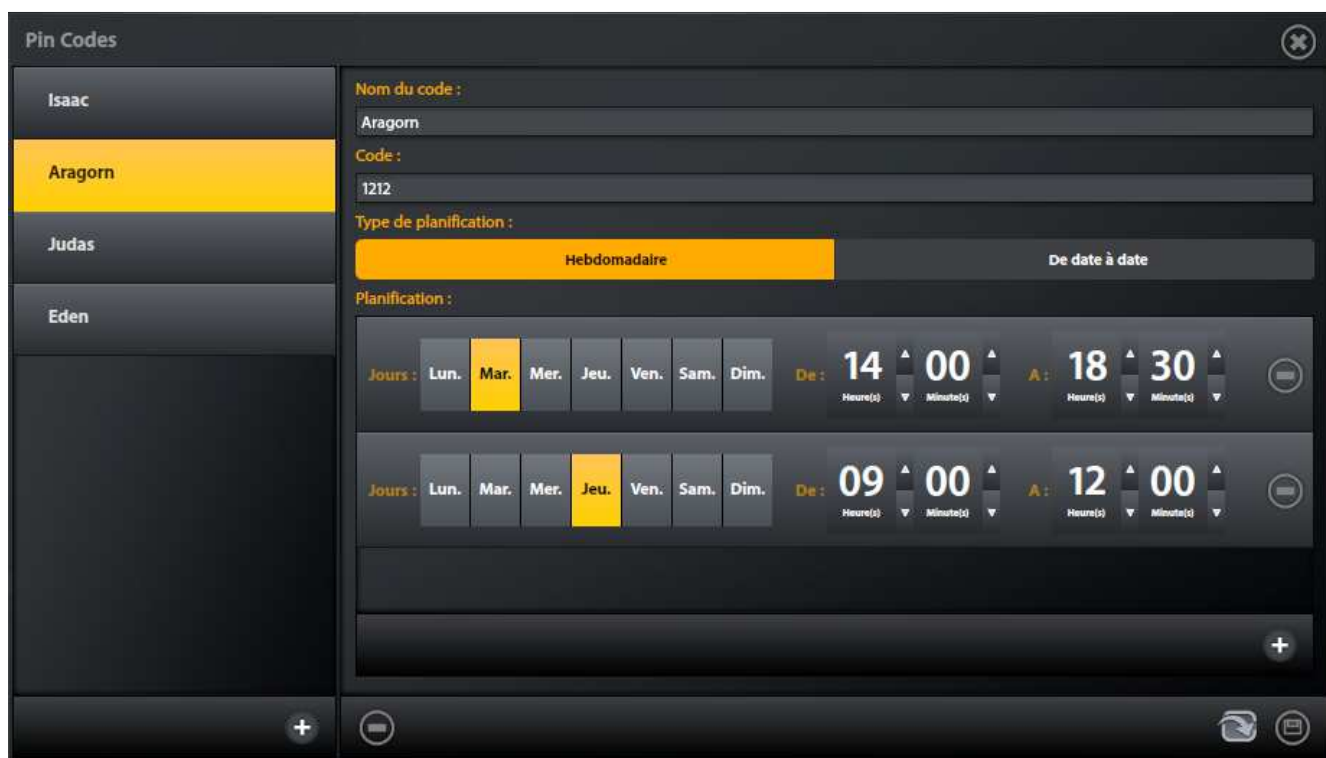 Pin Codes
Isaac
Aragorn
Judas
Eden
Nom du code :
Aragorn
Code :
1212
Type de planification :
Hebdomadaire De date à date
Planification :
Jours : Lun. Mar. Mer. Jeu. Ven. Sam. Dim. De : 14 00 A : 18 30
Heure(s) Minute(s) Heure(s) Minute(s)
Jours : Lun. Mar. Mer. Jeu. Ven. Sam. Dim. De : 09 00 A : 12 00
Heure(s) Minute(s) Heure(s) Minute(s)